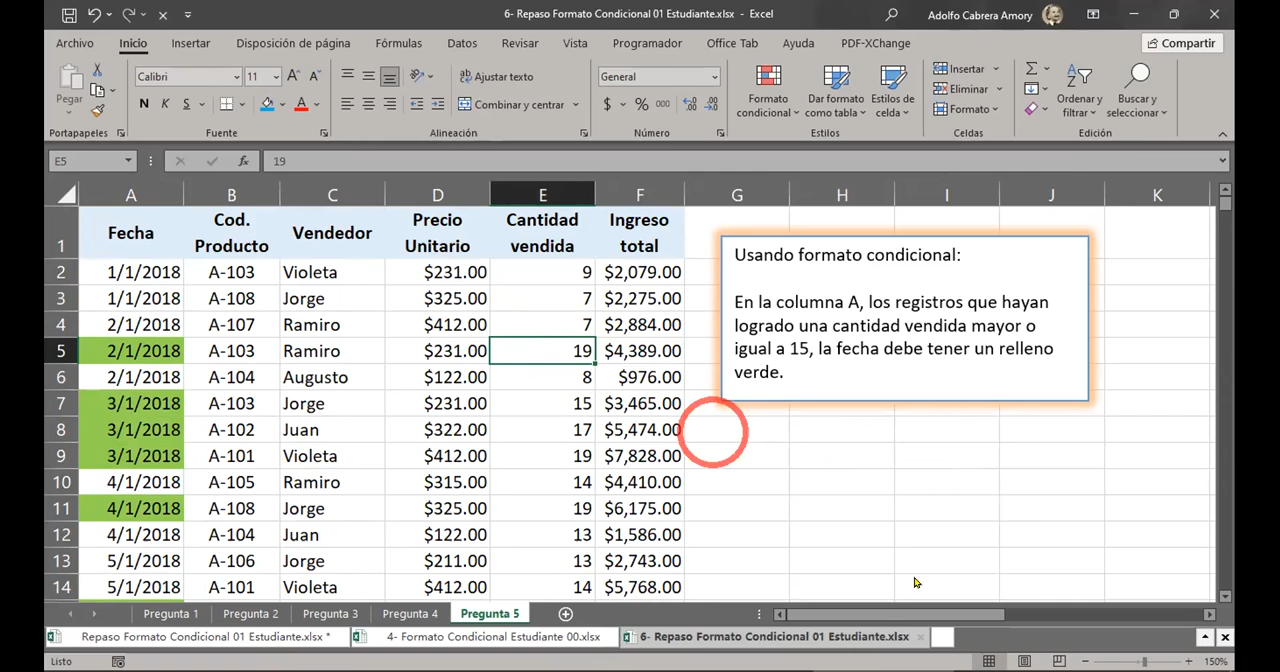 6- Repaso Formato Condicional 01 Estudiante.xlsx - Excel
Adolfo Cabrera Amory
Archivo Inicio Insertar Disposición de página Fórmulas Datos Revisar Vista Programador Office Tab Ayuda PDF-XChange Compartir
Pegar
Calibri 11
N K S
Ajustar texto
Combinar y centrar
General
$ % 000
Formato condicional
Dar formato como tabla
Estilos de celda
Insertar
Eliminar
Formato
Ordenar y filtrar
Buscar y seleccionar
Portapapeles Fuente Alineación Número Estilos Celdas Edición
E5 fx 19
A B C D E F G H I J K
1 Fecha Cod. Producto Vendedor Precio Unitario Cantidad vendida Ingreso total
2 1/1/2018 A-103 Violeta $231.00 9 $2,079.00
3 1/1/2018 A-108 Jorge $325.00 7 $2,275.00
4 2/1/2018 A-107 Ramiro $412.00 7 $2,884.00
5 2/1/2018 A-103 Ramiro $231.00 19 $4,389.00
6 2/1/2018 A-104 Augusto $122.00 8 $976.00
7 3/1/2018 A-103 Jorge $231.00 15 $3,465.00
8 3/1/2018 A-102 Juan $322.00 17 $5,474.00
9 3/1/2018 A-101 Violeta $412.00 19 $7,828.00
10 4/1/2018 A-105 Ramiro $315.00 14 $4,410.00
11 4/1/2018 A-108 Jorge $325.00 19 $6,175.00
12 4/1/2018 A-104 Juan $122.00 13 $1,586.00
13 5/1/2018 A-106 Jorge $211.00 13 $2,743.00
14 5/1/2018 A-101 Violeta $412.00 14 $5,768.00
Usando formato condicional:
En la columna A, los registros que hayan
logrado una cantidad vendida mayor o
igual a 15, la fecha debe tener un relleno
verde.
Pregunta 1 Pregunta 2 Pregunta 3 Pregunta 4 Pregunta 5
Repaso Formato Condicional 01 Estudiante.xlsx * 4- Formato Condicional Estudiante 00.xlsx 6- Repaso Formato Condicional 01 Estudiante.xlsx
Listo 150%